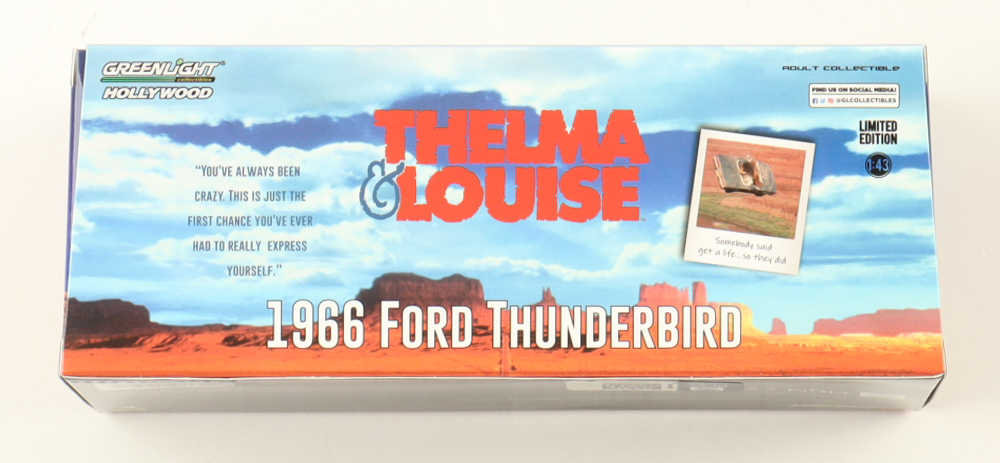 GREENLIGHT®
collectibles
HOLLYWOOD
ADULT COLLECTIBLE
FIND US ON SOCIAL MEDIA!
@GLCOLLECTIBLES
LIMITED
EDITION
1:43
THELMA
& LOUISE™
“YOU’VE ALWAYS BEEN
CRAZY. THIS IS JUST THE
FIRST CHANCE YOU’VE EVER
HAD TO REALLY EXPRESS
YOURSELF.”
Somebody said
get a life...so they did
1966 FORD THUNDERBIRD